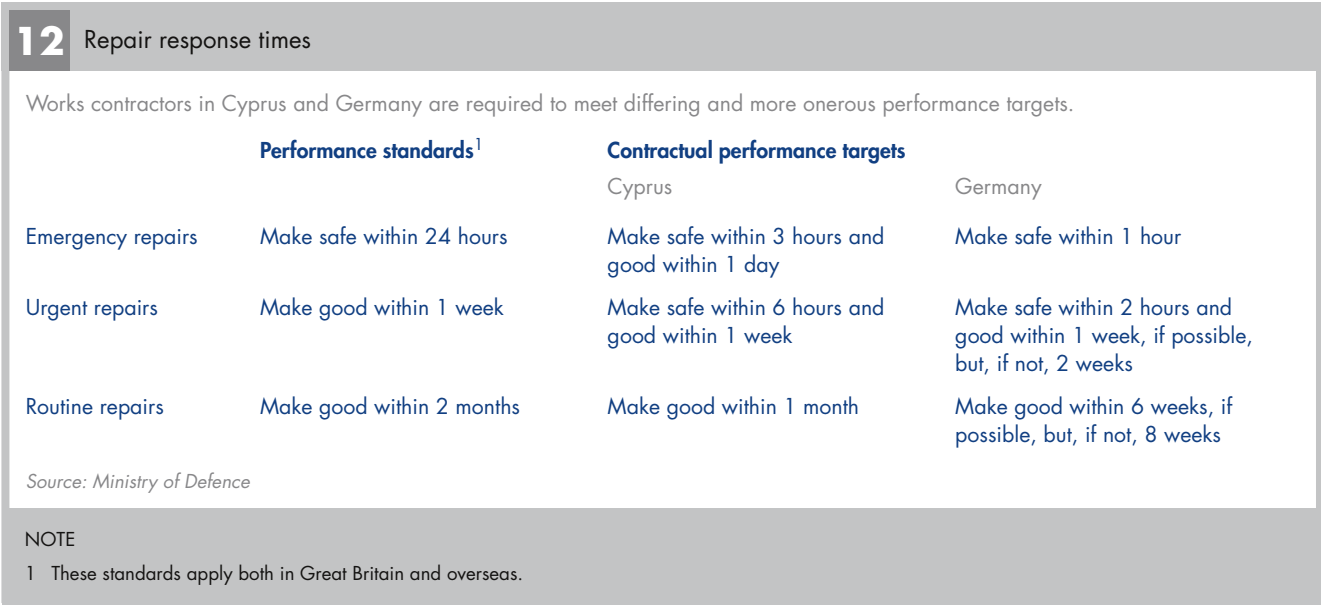 12 Repair response times
Works contractors in Cyprus and Germany are required to meet differing and more onerous performance targets.
Performance standards1 Contractual performance targets
Cyprus Germany
Emergency repairs Make safe within 24 hours Make safe within 3 hours and Make safe within 1 hour
good within 1 day
Urgent repairs Make good within 1 week Make safe within 6 hours and Make safe within 2 hours and
good within 1 week good within 1 week, if possible,
but, if not, 2 weeks
Routine repairs Make good within 2 months Make good within 1 month Make good within 6 weeks, if
possible, but, if not, 8 weeks
Source: Ministry of Defence
NOTE
1 These standards apply both in Great Britain and overseas.